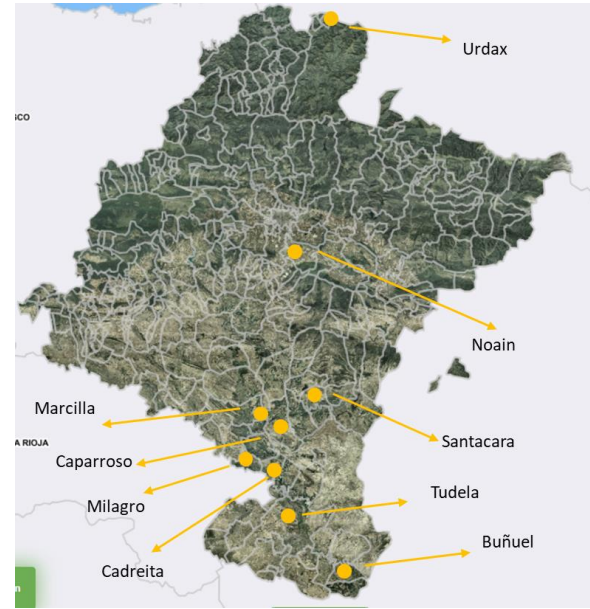 Urdax
SCO
Noain
Marcilla
Santacara
A RIOJA
Caparroso
Tudela
Milagro
Buñuel
Cadreita
n